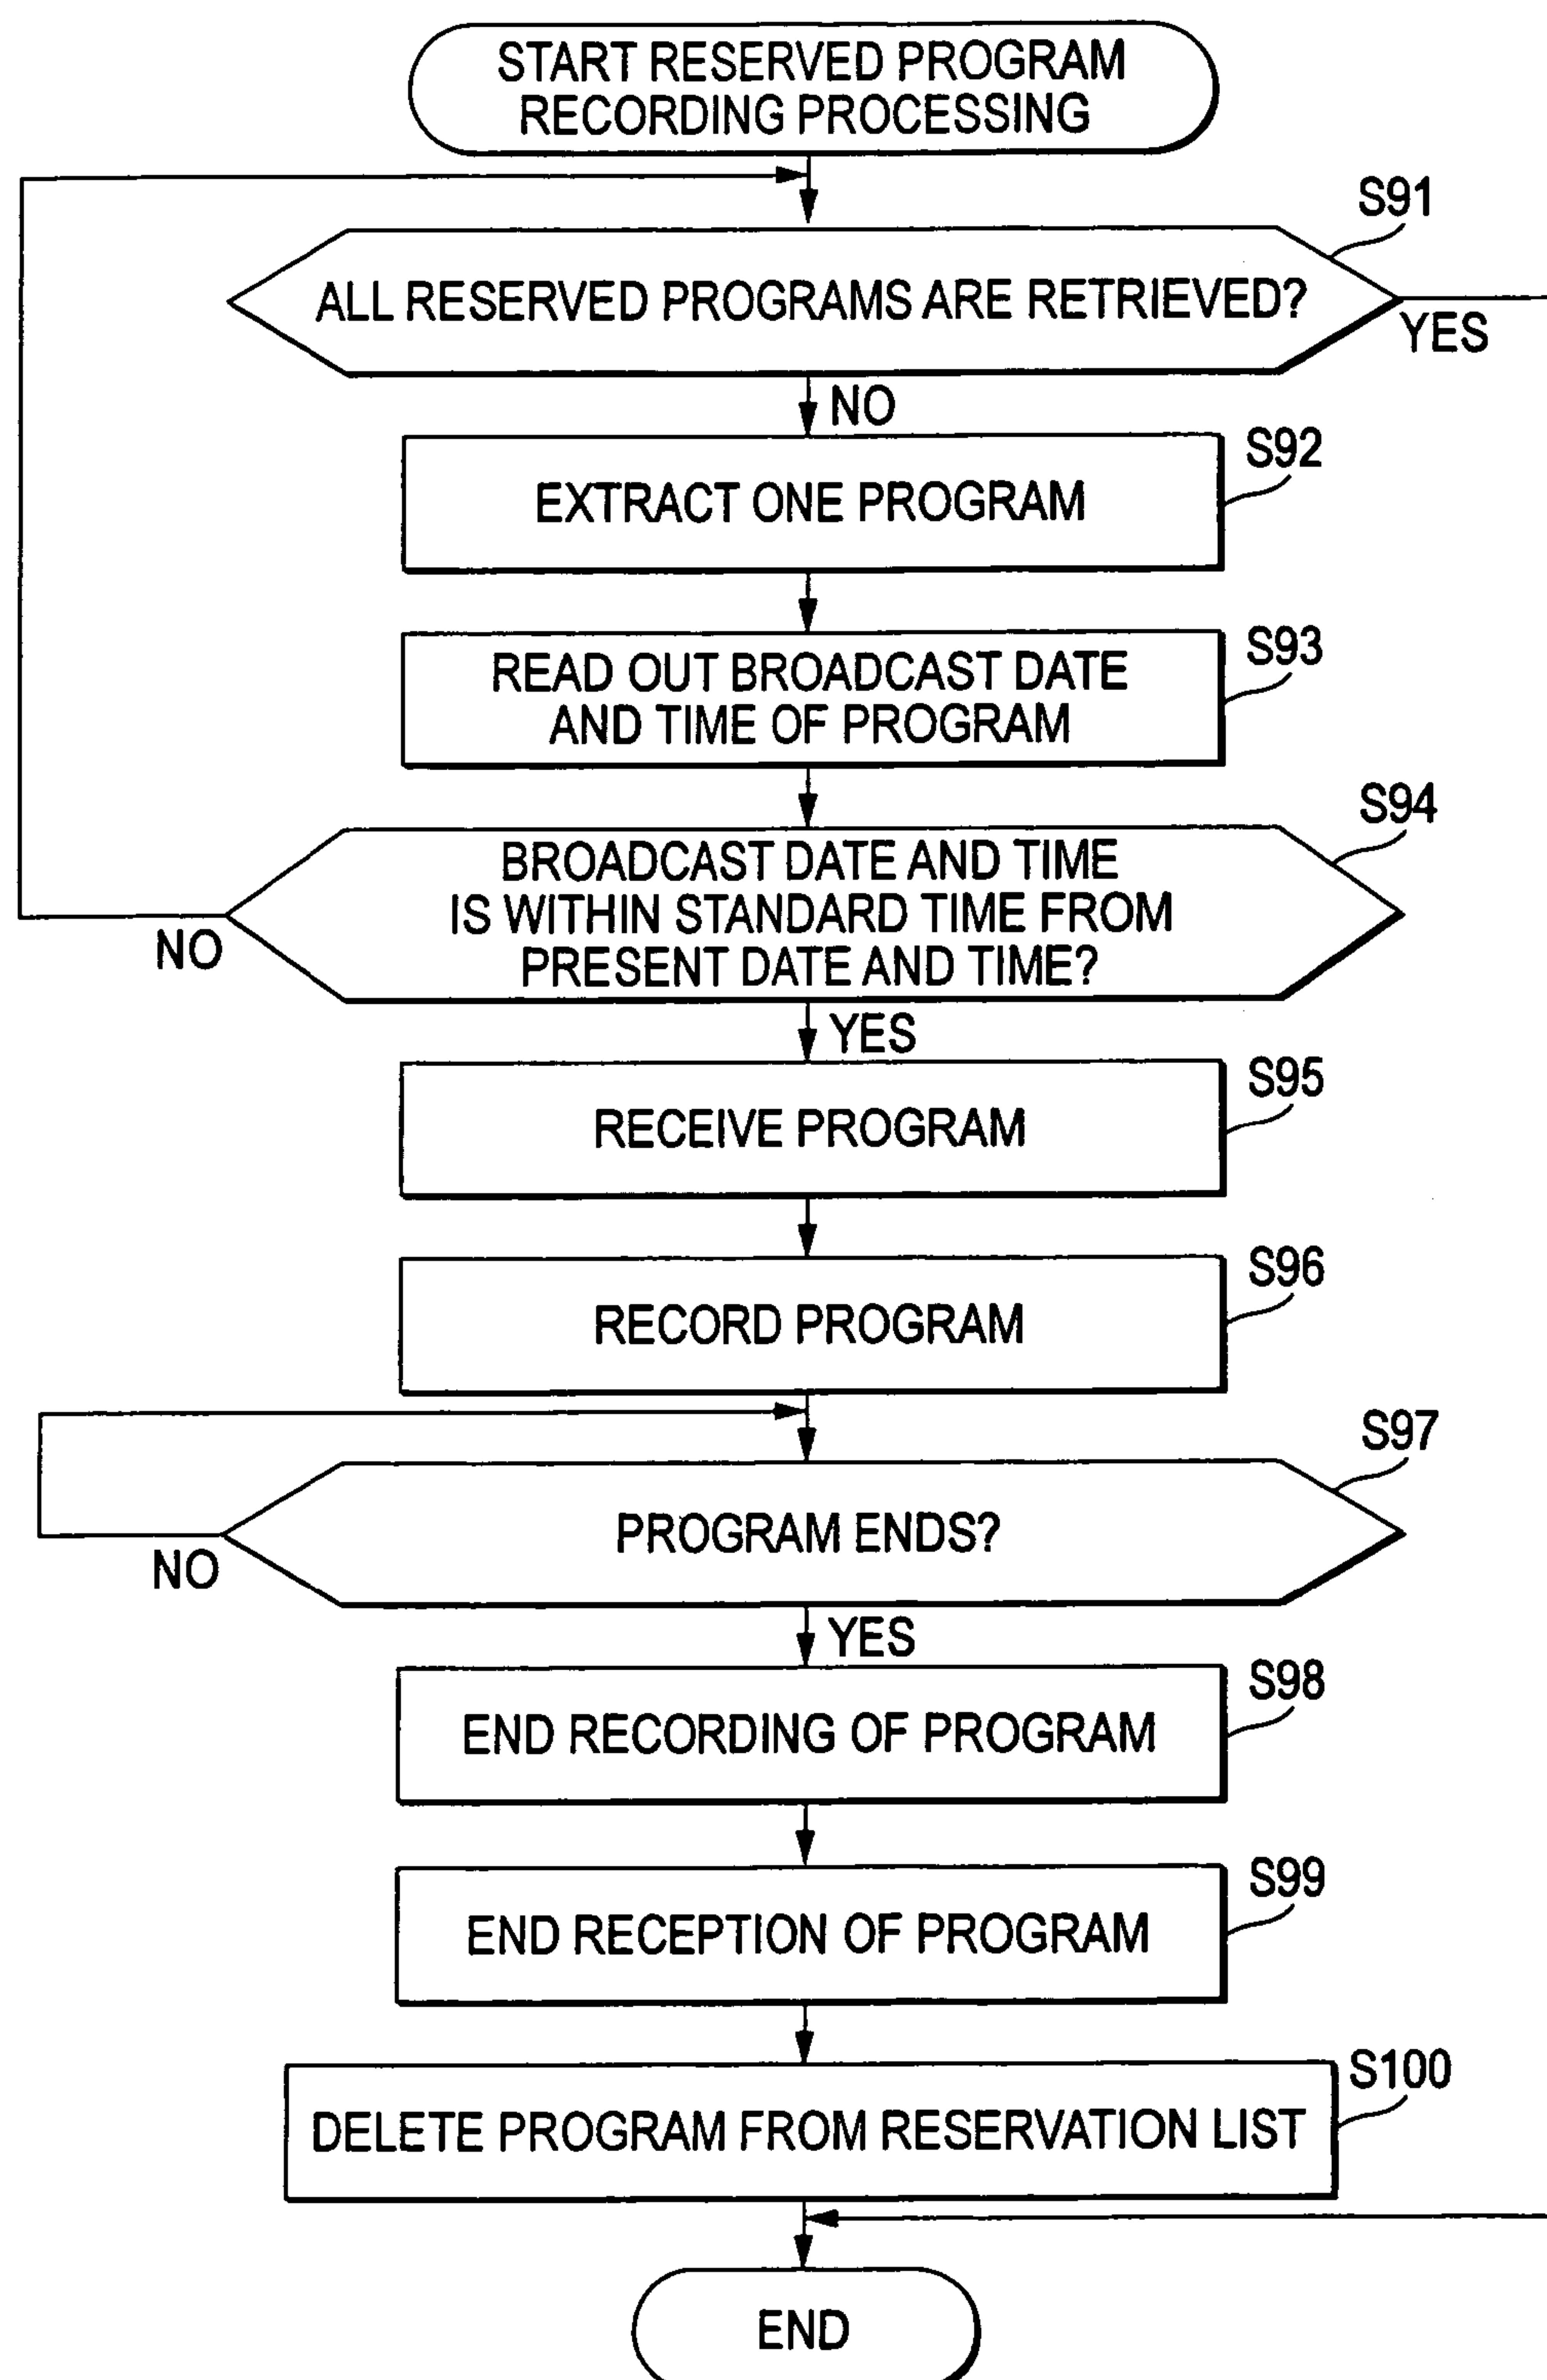 START RESERVED PROGRAM
RECORDING PROCESSING
S91
ALL RESERVED PROGRAMS ARE RETRIEVED?
YES
NO
S92
EXTRACT ONE PROGRAM
S93
READ OUT BROADCAST DATE
AND TIME OF PROGRAM
S94
BROADCAST DATE AND TIME
IS WITHIN STANDARD TIME FROM
PRESENT DATE AND TIME?
NO
YES
S95
RECEIVE PROGRAM
S96
RECORD PROGRAM
S97
PROGRAM ENDS?
NO
YES
S98
END RECORDING OF PROGRAM
S99
END RECEPTION OF PROGRAM
S100
DELETE PROGRAM FROM RESERVATION LIST
END